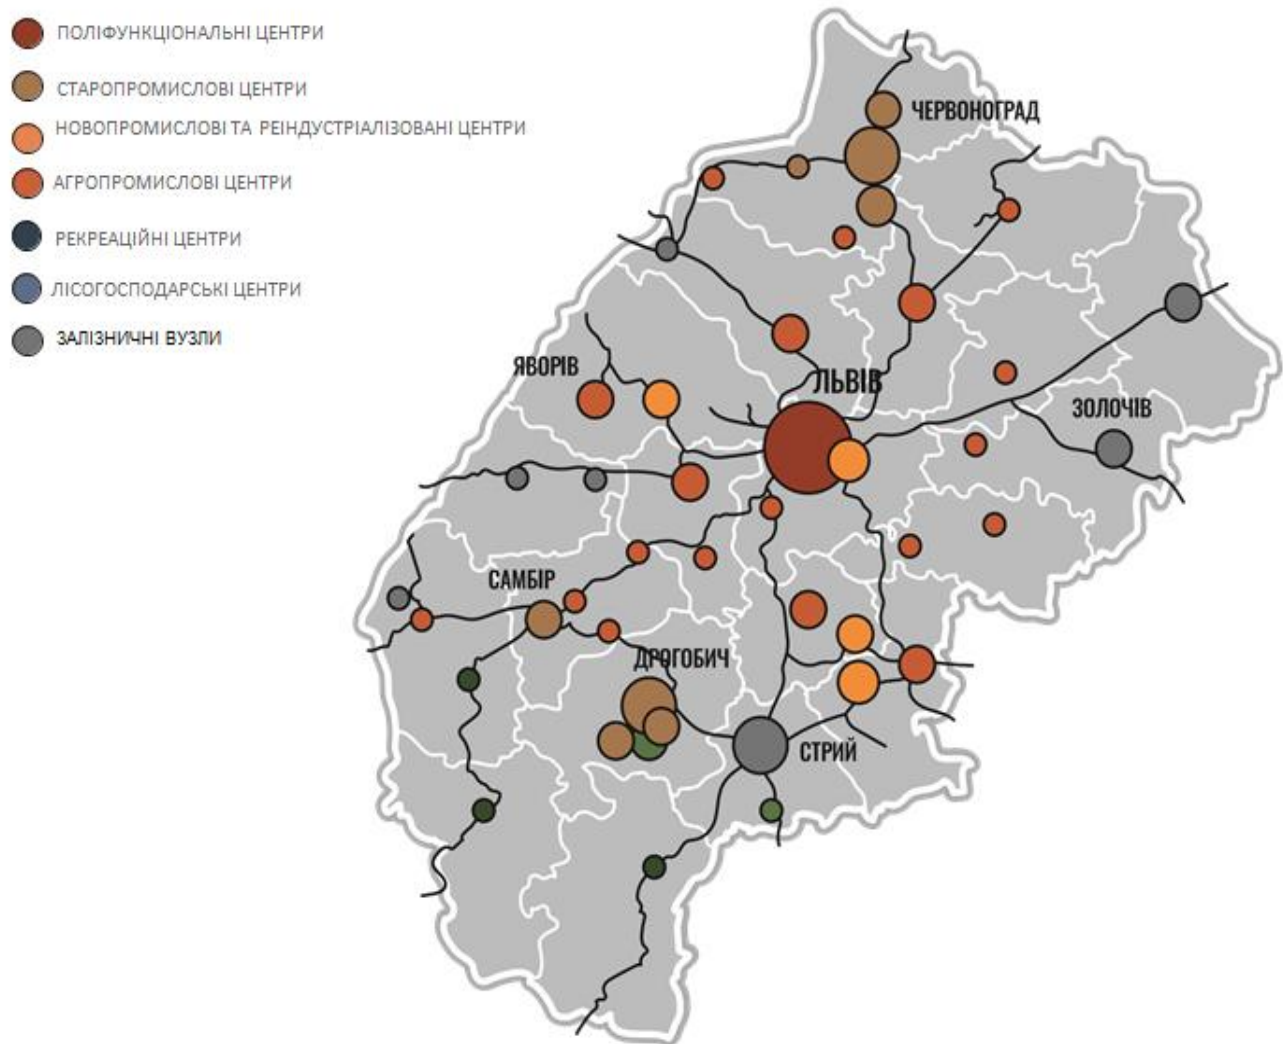 ПОЛІФУНКЦІОНАЛЬНІ ЦЕНТРИ
СТАРОПРОМИСЛОВІ ЦЕНТРИ
НОВОПРОМИСЛОВІ ТА РЕІНДУСТРІАЛІЗОВАНІ ЦЕНТРИ
АГРОПРОМИСЛОВІ ЦЕНТРИ
РЕКРЕАЦІЙНІ ЦЕНТРИ
ЛІСОГОСПОДАРСЬКІ ЦЕНТРИ
ЗАЛІЗНИЧНІ ВУЗЛИ
ЧЕРВОНОГРАД
ЯВОРІВ
ЛЬВІВ
ЗОЛОЧІВ
САМБІР
ДРОГОБИЧ
СТРИЙ